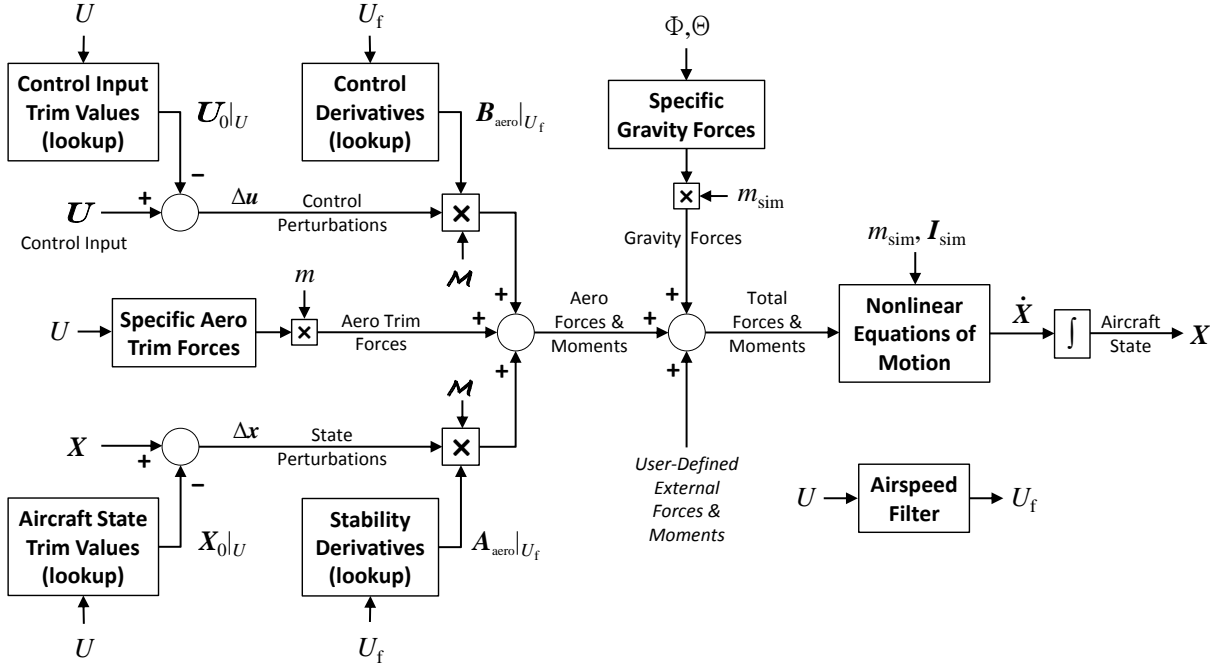 U
U_f
Φ,Θ
Control Input
Trim Values
(lookup)
U_0|_U
Control
Derivatives
(lookup)
B_aero|_{U_f}
Specific
Gravity Forces
−
+
U
Control Input
Δu
Control
Perturbations
×
M
×
m_sim
Gravity Forces
m_sim, I_sim
m
U
Specific Aero
Trim Forces
×
Aero Trim
Forces
+
+
+
Aero
Forces &
Moments
+
+
+
Total
Forces &
Moments
Nonlinear
Equations of
Motion
Ẋ
∫
Aircraft
State
X
M
X
+
−
Δx
State
Perturbations
×
User-Defined
External
Forces &
Moments
U
Airspeed
Filter
U_f
Aircraft State
Trim Values
(lookup)
X_0|_U
Stability
Derivatives
(lookup)
A_aero|_{U_f}
U
U_f